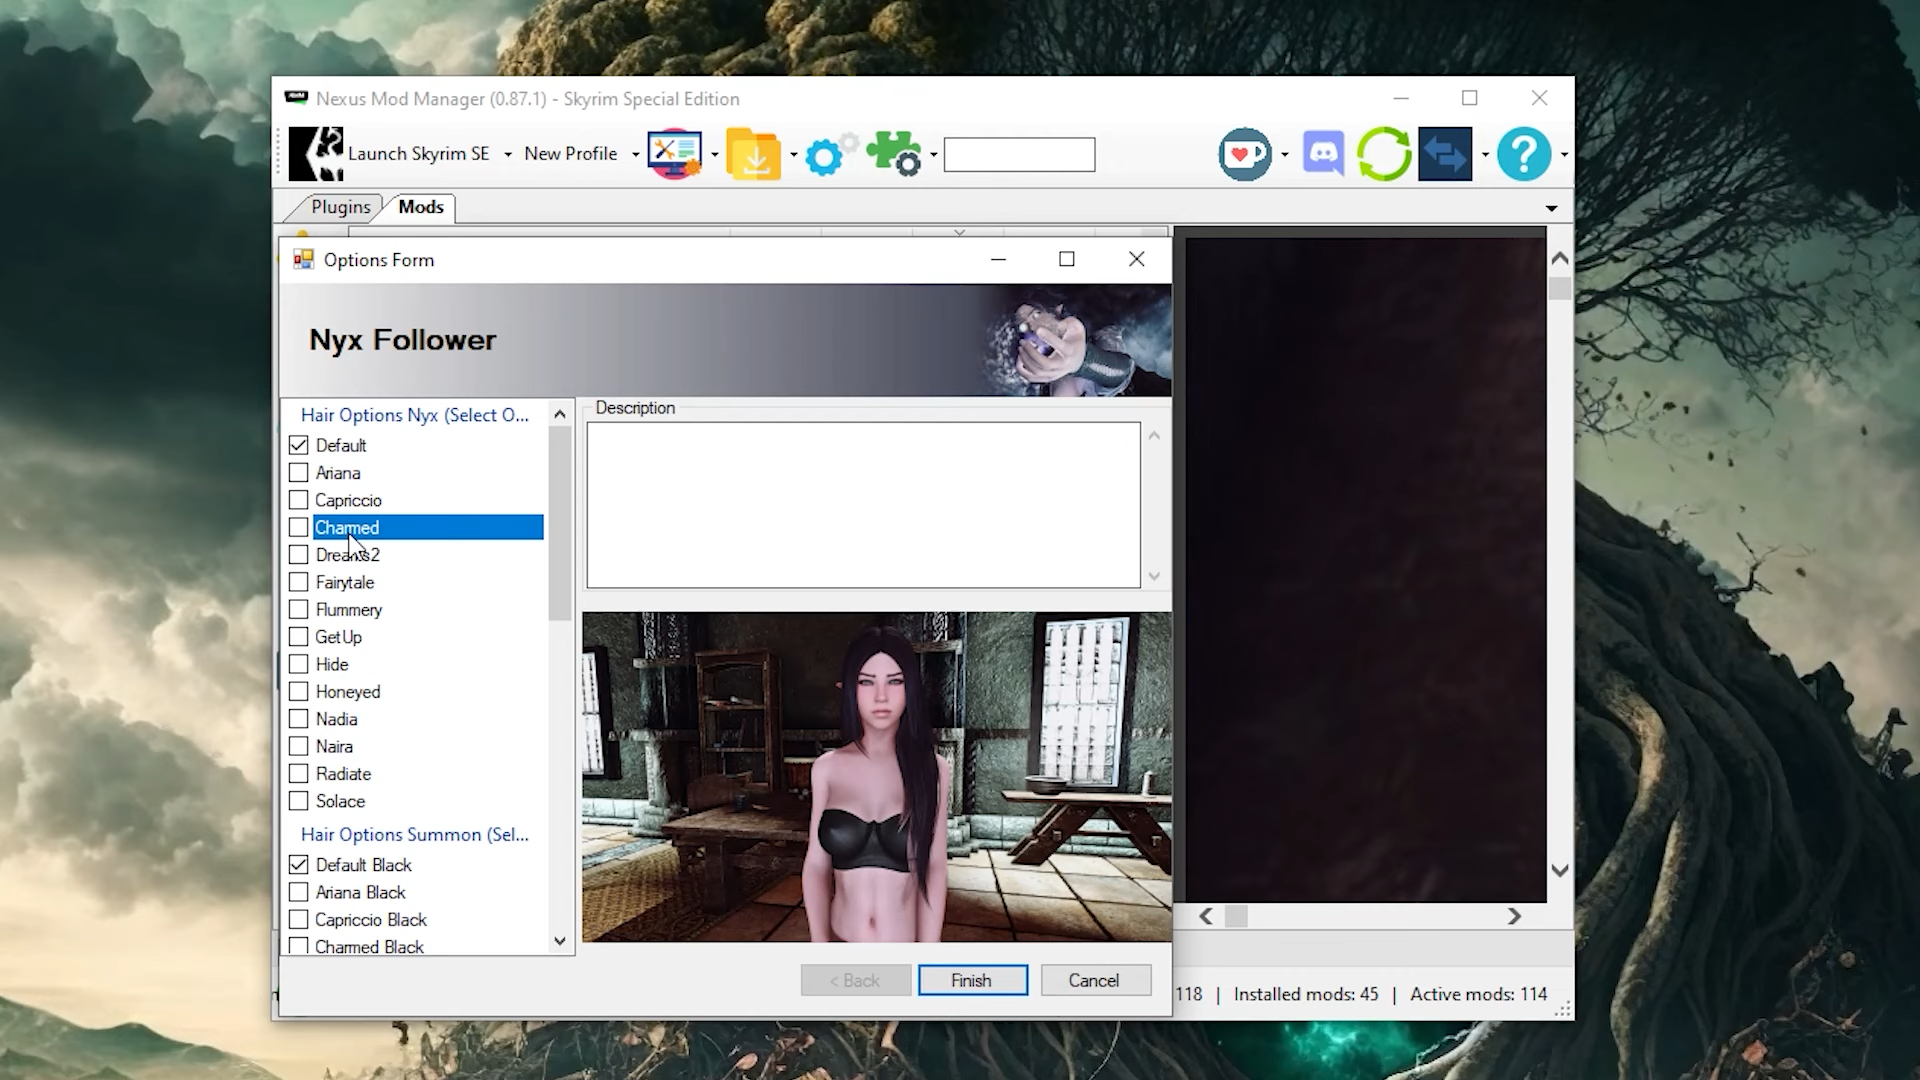 Nexus Mod Manager (0.87.1) - Skyrim Special Edition
Launch Skyrim SE
New Profile
Plugins
Mods
Options Form
Nyx Follower
Hair Options Nyx (Select O...
Default
Ariana
Capriccio
Charmed
Dreams2
Fairytale
Flummery
GetUp
Hide
Honeyed
Nadia
Naira
Radiate
Solace
Hair Options Summon (Sel...
Default Black
Ariana Black
Capriccio Black
Charmed Black
Description
< Back
Finish
Cancel
118 | Installed mods: 45 | Active mods: 114